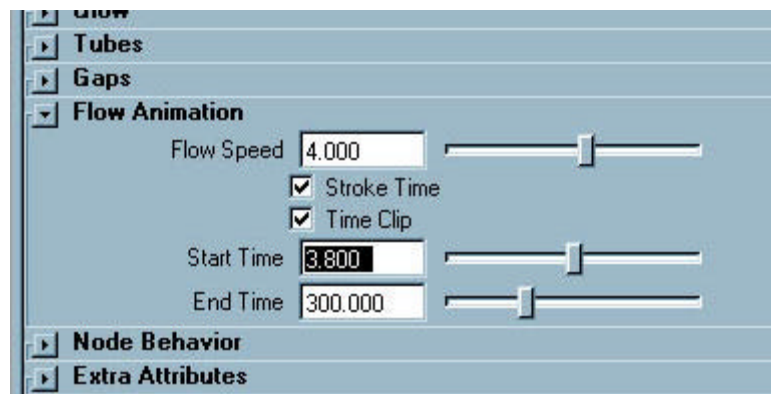 Glow
Tubes
Gaps
Flow Animation
Flow Speed 4.000
Stroke Time
Time Clip
Start Time 3.800
End Time 300.000
Node Behavior
Extra Attributes